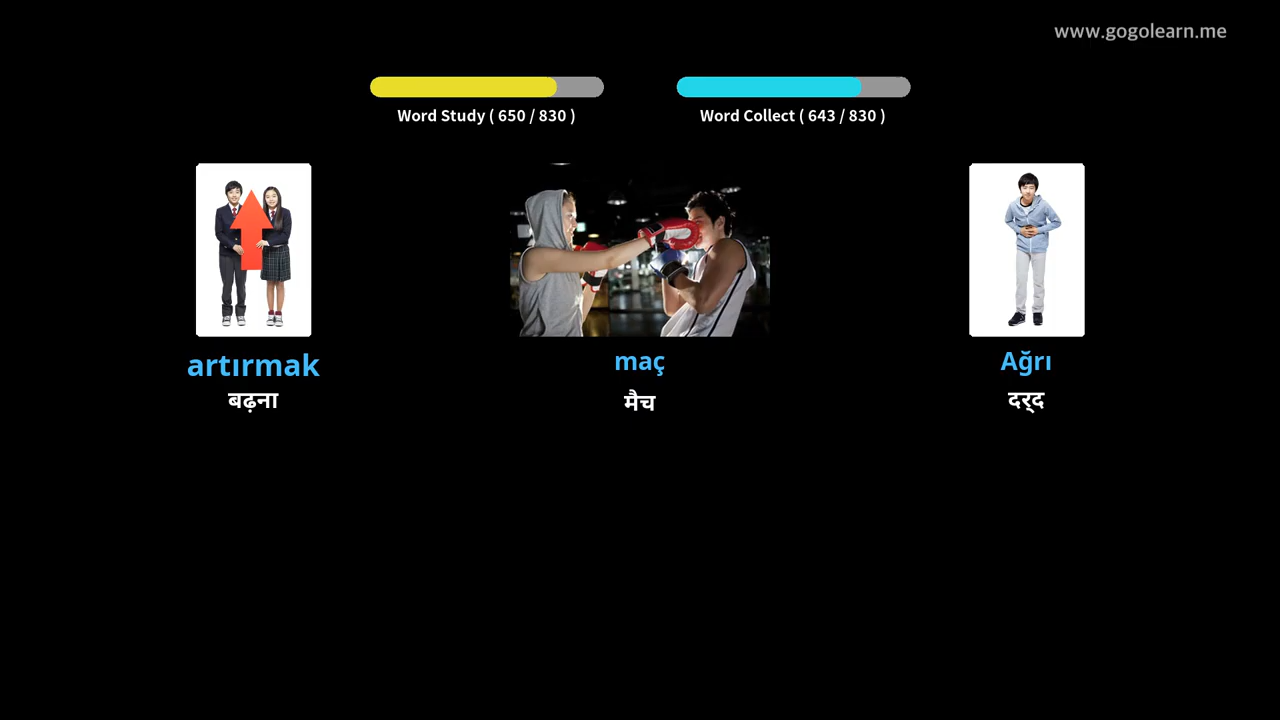 www.gogolearn.me
Word Study ( 650 / 830 )
Word Collect ( 643 / 830 )
artırmak
maç
Ağrı
बढ़ना
मैच
दर्द